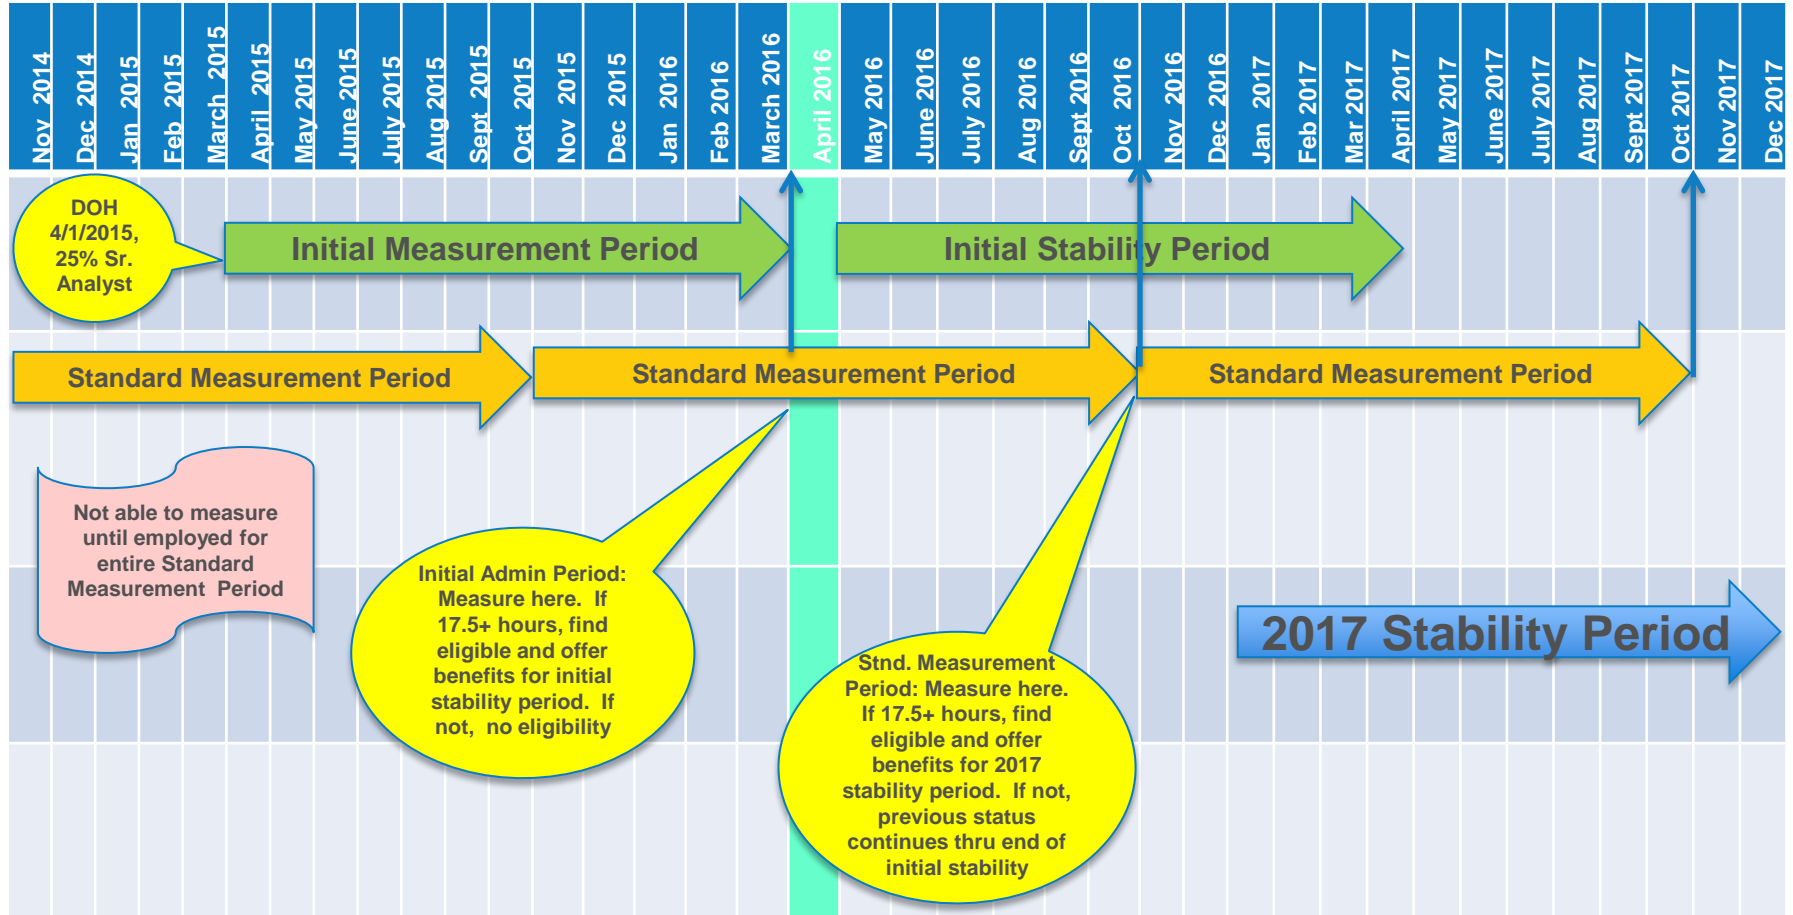 Nov 2014
Dec 2014
Jan 2015
Feb 2015
March 2015
April 2015
May 2015
June 2015
July 2015
Aug 2015
Sept 2015
Oct 2015
Nov 2015
Dec 2015
Jan 2016
Feb 2016
March 2016
April 2016
May 2016
June 2016
July 2016
Aug 2016
Sept 2016
Oct 2016
Nov 2016
Dec 2016
Jan 2017
Feb 2017
Mar 2017
April 2017
May 2017
June 2017
July 2017
Aug 2017
Sept 2017
Oct 2017
Nov 2017
Dec 2017
DOH
4/1/2015,
25% Sr.
Analyst
Initial Measurement Period
Initial Stability Period
Standard Measurement Period
Standard Measurement Period
Standard Measurement Period
Not able to measure
until employed for
entire Standard
Measurement Period
Initial Admin Period:
Measure here. If
17.5+ hours, find
eligible and offer
benefits for initial
stability period. If
not, no eligibility
Stnd. Measurement
Period: Measure here.
If 17.5+ hours, find
eligible and offer
benefits for 2017
stability period. If not,
previous status
continues thru end of
initial stability
2017 Stability Period